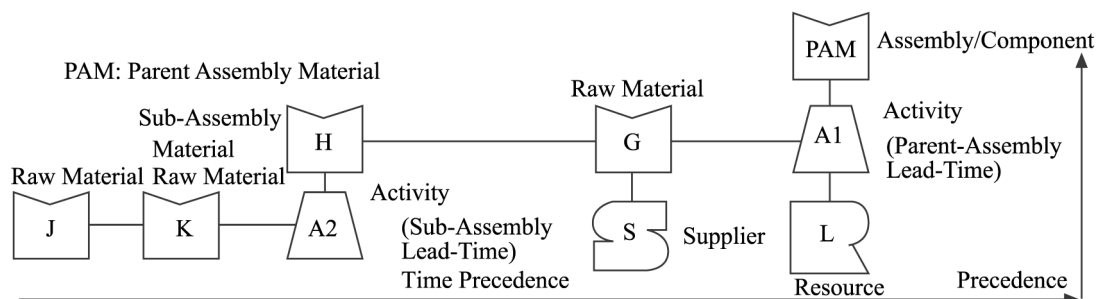 PAM
Assembly/Component
PAM: Parent Assembly Material
Raw Material
Sub-Assembly
Material
H
G
A1
Activity
(Parent-Assembly
Lead-Time)
Raw Material
Raw Material
J
K
A2
Activity
(Sub-Assembly
Lead-Time)
Time Precedence
S
Supplier
L
Resource
Precedence